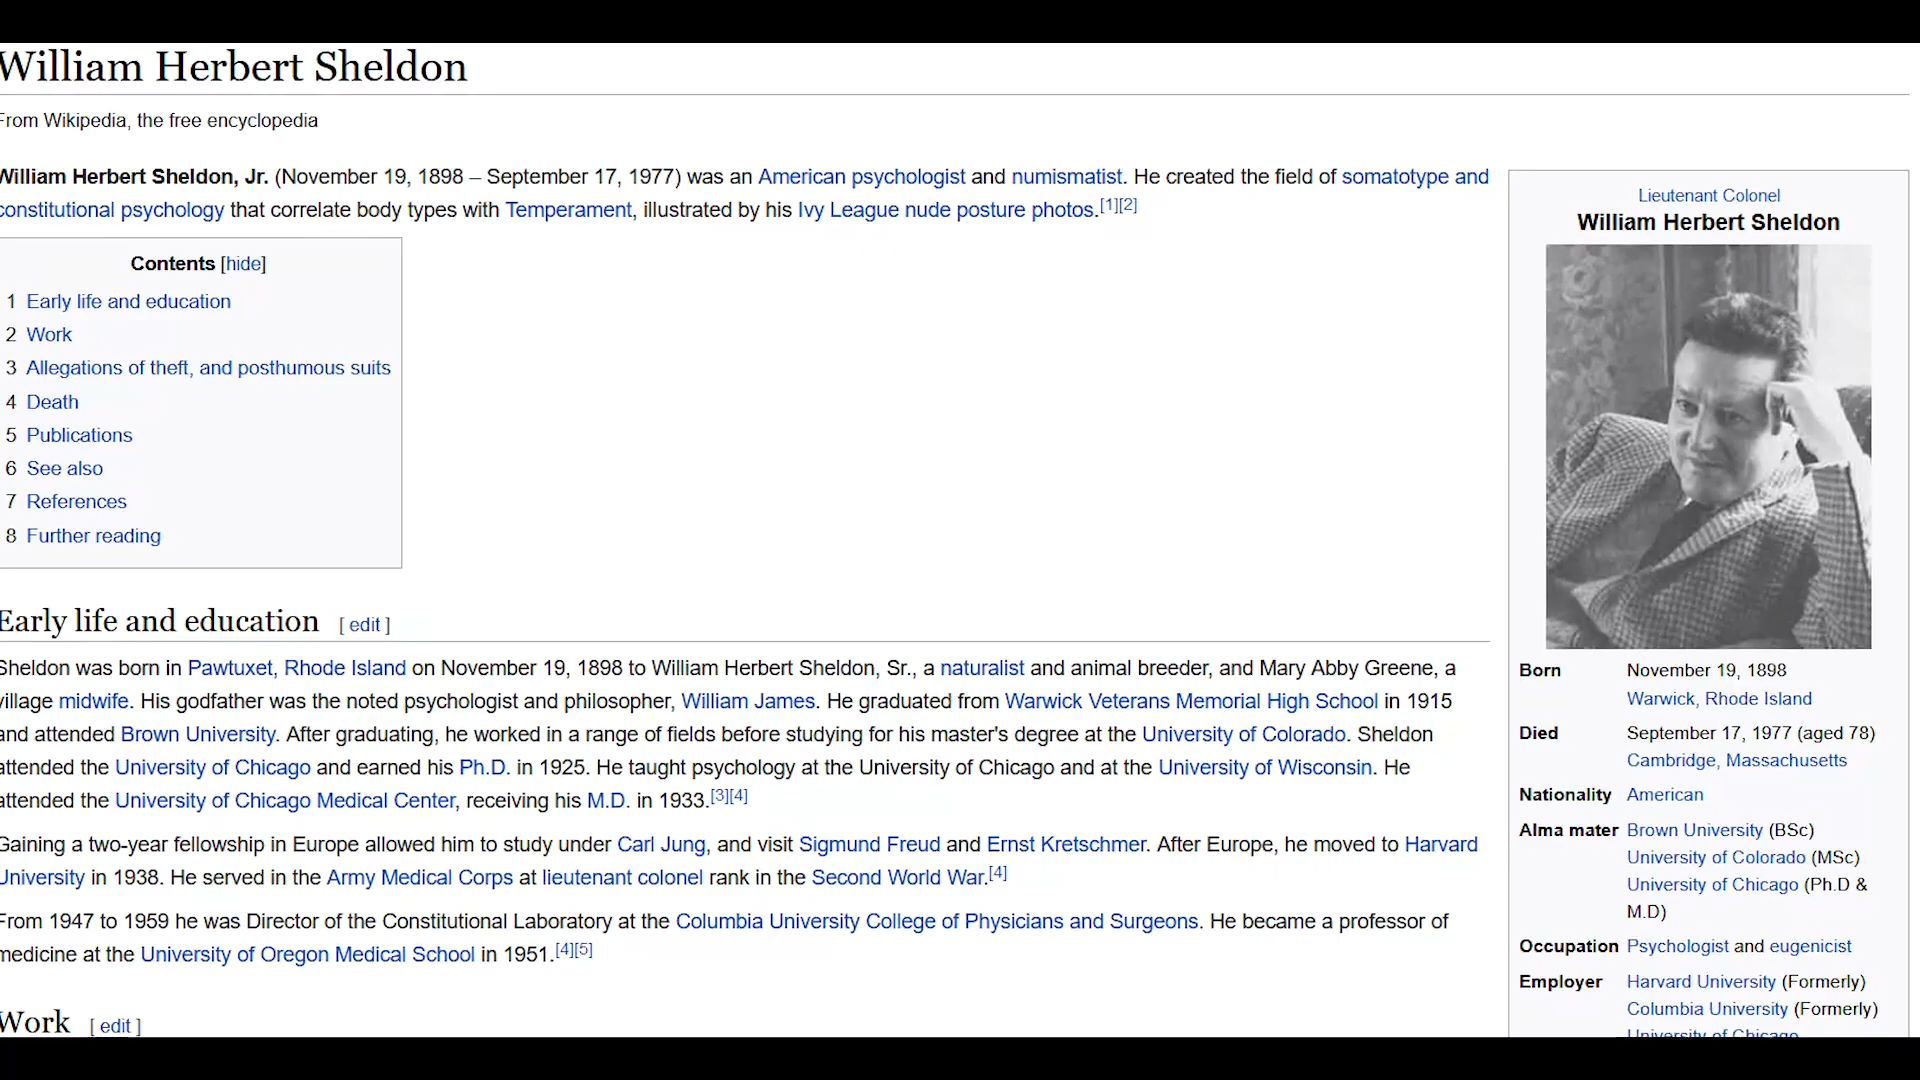 William Herbert Sheldon
From Wikipedia, the free encyclopedia
William Herbert Sheldon, Jr. (November 19, 1898 – September 17, 1977) was an American psychologist and numismatist. He created the field of somatotype and
constitutional psychology that correlate body types with Temperament, illustrated by his Ivy League nude posture photos.[1][2]
Contents [hide]
1 Early life and education
2 Work
3 Allegations of theft, and posthumous suits
4 Death
5 Publications
6 See also
7 References
8 Further reading
Early life and education [ edit ]
Sheldon was born in Pawtuxet, Rhode Island on November 19, 1898 to William Herbert Sheldon, Sr., a naturalist and animal breeder, and Mary Abby Greene, a
village midwife. His godfather was the noted psychologist and philosopher, William James. He graduated from Warwick Veterans Memorial High School in 1915
and attended Brown University. After graduating, he worked in a range of fields before studying for his master's degree at the University of Colorado. Sheldon
attended the University of Chicago and earned his Ph.D. in 1925. He taught psychology at the University of Chicago and at the University of Wisconsin. He
attended the University of Chicago Medical Center, receiving his M.D. in 1933.[3][4]
Gaining a two-year fellowship in Europe allowed him to study under Carl Jung, and visit Sigmund Freud and Ernst Kretschmer. After Europe, he moved to Harvard
University in 1938. He served in the Army Medical Corps at lieutenant colonel rank in the Second World War.[4]
From 1947 to 1959 he was Director of the Constitutional Laboratory at the Columbia University College of Physicians and Surgeons. He became a professor of
medicine at the University of Oregon Medical School in 1951.[4][5]
Work [ edit ]
Lieutenant Colonel
William Herbert Sheldon
Born November 19, 1898
Warwick, Rhode Island
Died September 17, 1977 (aged 78)
Cambridge, Massachusetts
Nationality American
Alma mater Brown University (BSc)
University of Colorado (MSc)
University of Chicago (Ph.D &
M.D)
Occupation Psychologist and eugenicist
Employer Harvard University (Formerly)
Columbia University (Formerly)
University of Chicago